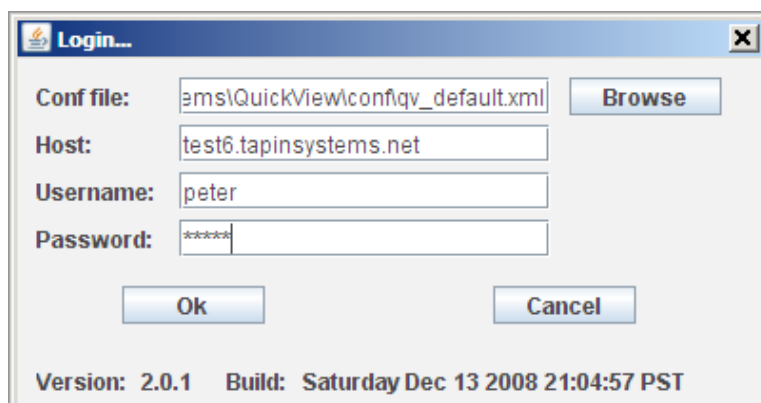 Login...
Conf file: ems\QuickView\conf\qv_default.xml Browse
Host: test6.tapinsystems.net
Username: peter
Password: *****
Ok Cancel
Version: 2.0.1 Build: Saturday Dec 13 2008 21:04:57 PST